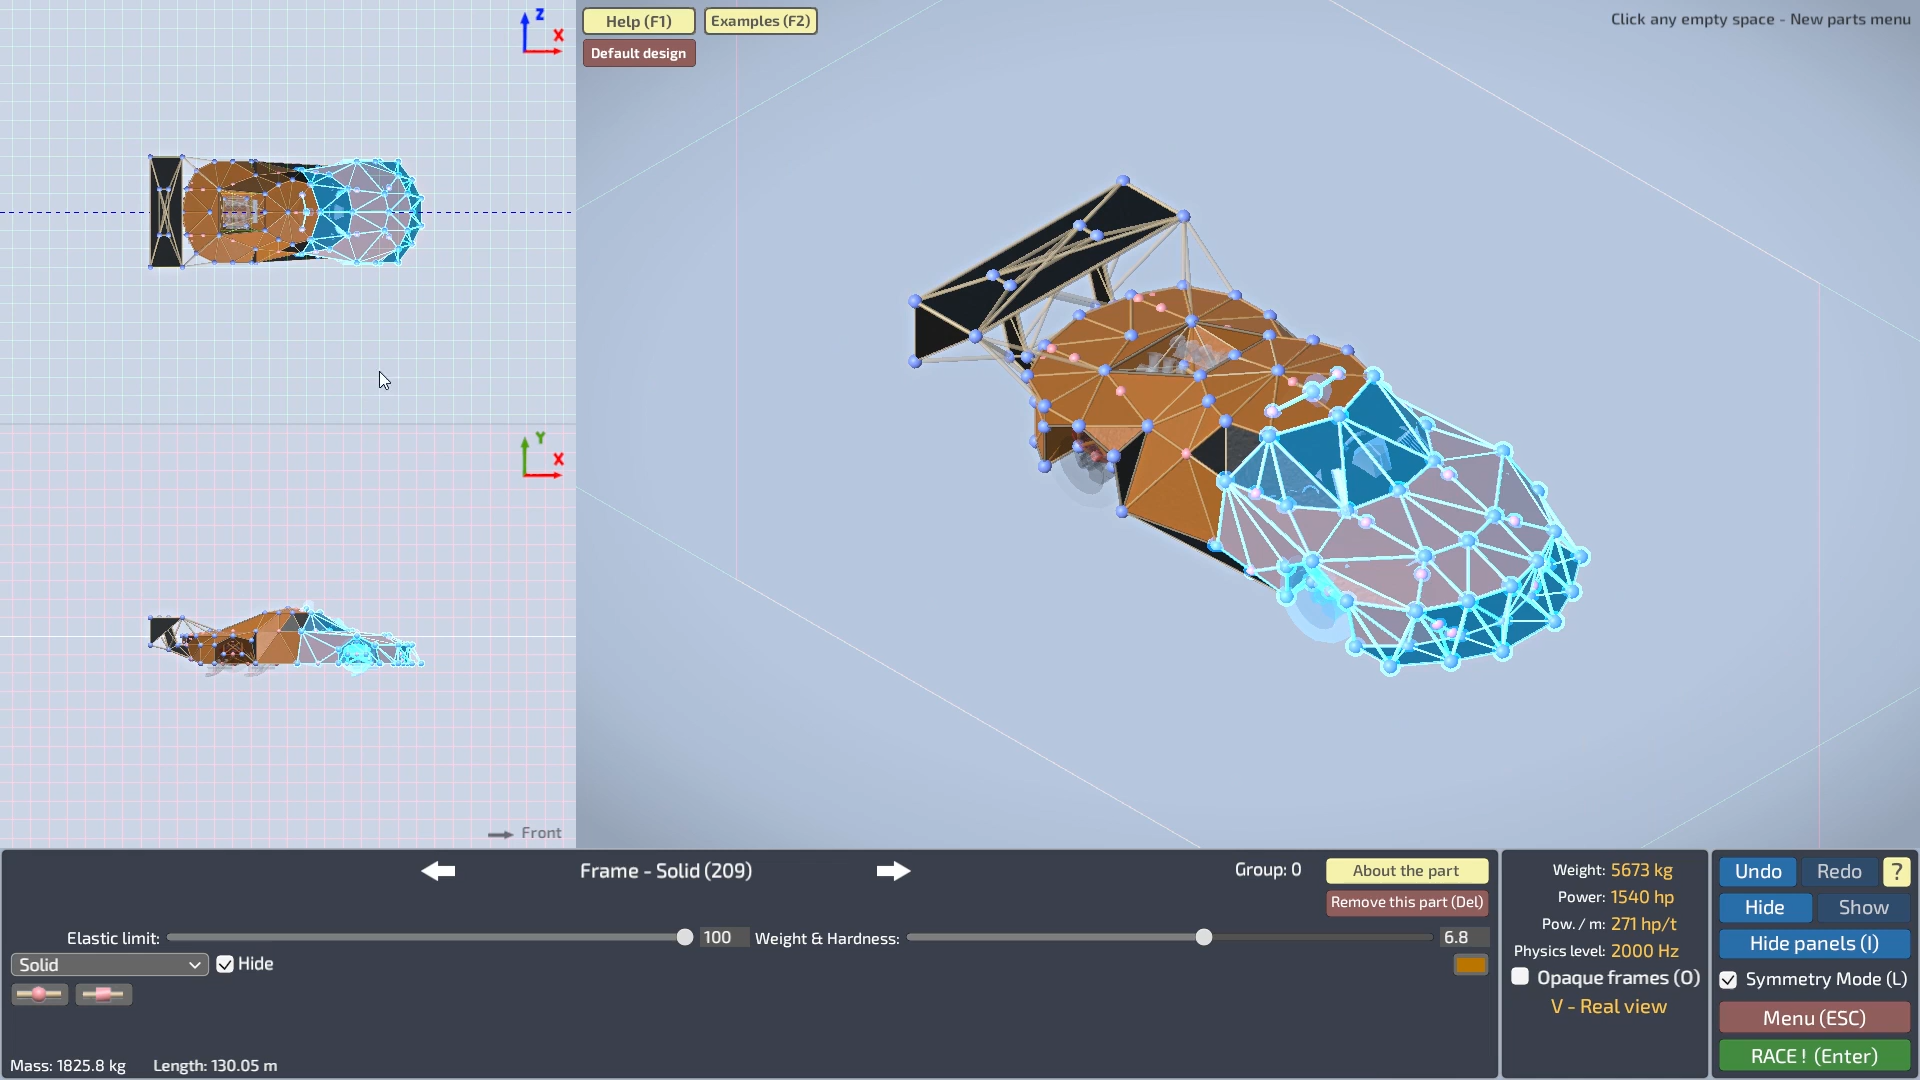 Z
X
Help (F1)
Examples (F2)
Default design
Click any empty space - New parts menu
Y
X
Front
Frame - Solid (209)
Group: 0
About the part
Remove this part (Del)
Elastic limit:
100
Weight & Hardness:
6.8
Solid
Hide
Mass: 1825.8 kg
Length: 130.05 m
Weight: 5673 kg
Power: 1540 hp
Pow. / m: 271 hp/t
Physics level: 2000 Hz
Opaque frames (O)
V - Real view
Undo
Redo
?
Hide
Show
Hide panels (I)
Symmetry Mode (L)
Menu (ESC)
RACE ! (Enter)